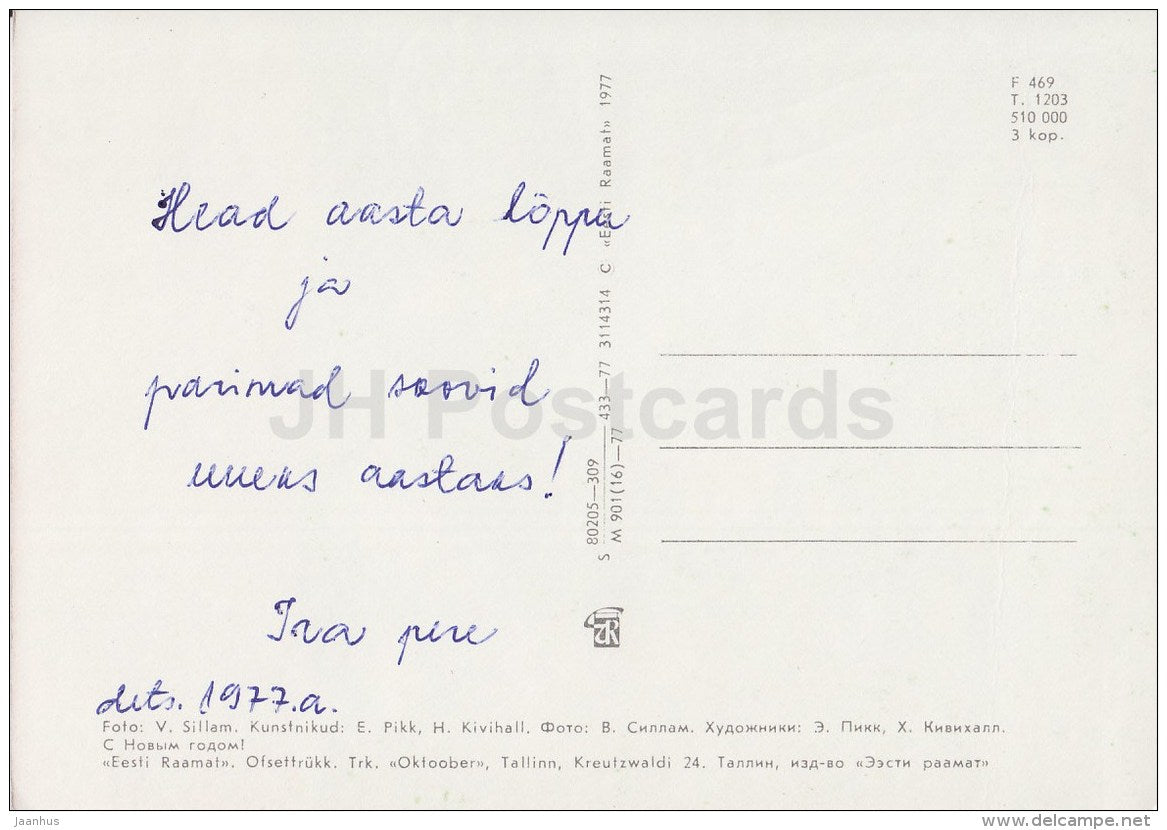 F 469
T. 1203
510 000
3 kop.
Head aasta lõppu
ja
parimad soovid
uueks aastaks!
Ira pere
dets. 1977.a.
S 80205—309 / M 901(16)—77 433—77 3114314 C «Eesti Raamat» 1977
JH Postcards
Foto: V. Sillam. Kunstnikud: E. Pikk, H. Kivihall. Фото: В. Силлам. Художники: Э. Пикк, Х. Кивихалл.
С Новым годом!
«Eesti Raamat». Ofsettrükk. Trk. «Oktoober», Tallinn, Kreutzwaldi 24. Таллин, изд-во «Ээсти раамат»
Jaanhus
delcampe.net